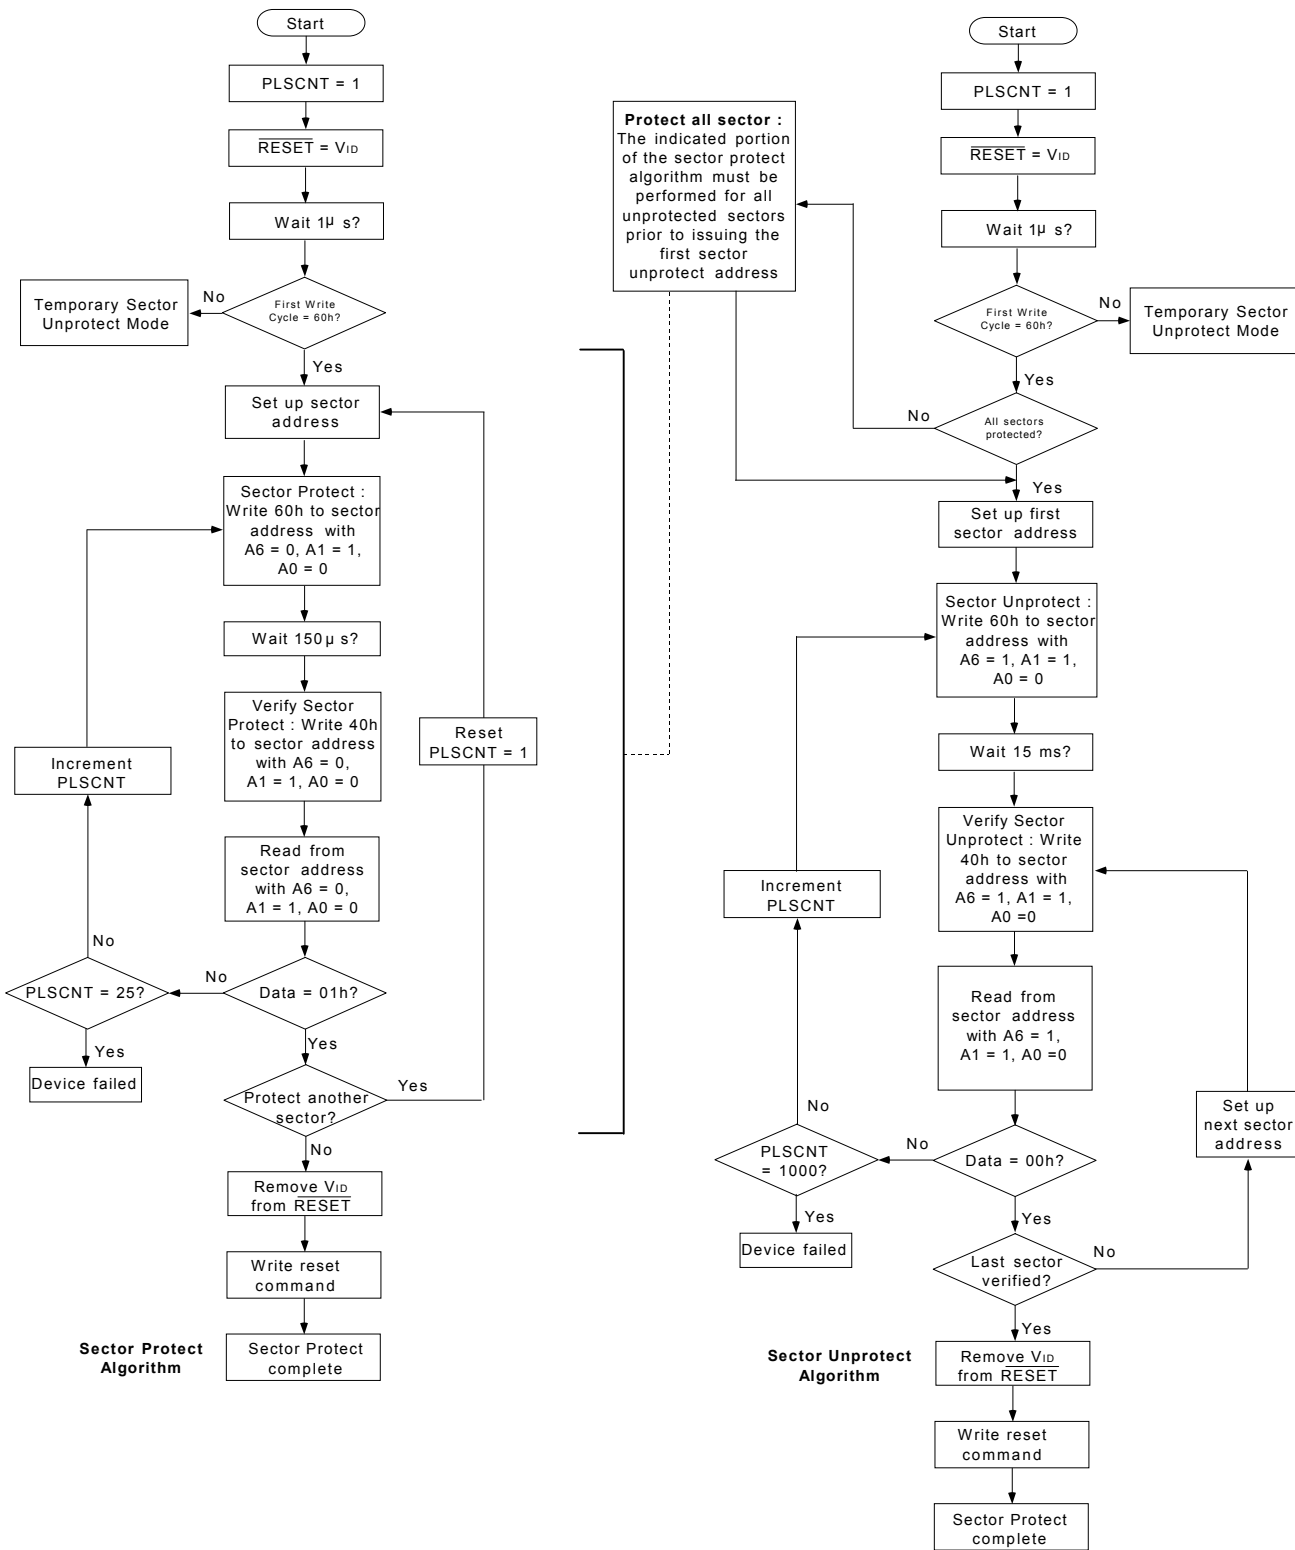 Start
PLSCNT = 1
RESET = VID
Wait 1µ s?
First Write
Cycle = 60h?
No
Temporary Sector
Unprotect Mode
Yes
Set up sector
address
Sector Protect :
Write 60h to sector
address with
A6 = 0, A1 = 1,
A0 = 0
Wait 150µ s?
Verify Sector
Protect : Write 40h
to sector address
with A6 = 0,
A1 = 1, A0 = 0
Reset
PLSCNT = 1
Increment
PLSCNT
Read from
sector address
with A6 = 0,
A1 = 1, A0 = 0
No
No
PLSCNT = 25?
Data = 01h?
Yes
Yes
Device failed
Protect another
sector?
Yes
No
Remove VID
from RESET
Write reset
command
Sector Protect
Algorithm
Sector Protect
complete
Protect all sector :
The indicated portion
of the sector protect
algorithm must be
performed for all
unprotected sectors
prior to issuing the
first sector
unprotect address
Start
PLSCNT = 1
RESET = VID
Wait 1µ s?
First Write
Cycle = 60h?
No
Temporary Sector
Unprotect Mode
Yes
No
All sectors
protected?
Yes
Set up first
sector address
Sector Unprotect :
Write 60h to sector
address with
A6 = 1, A1 = 1,
A0 = 0
Wait 15 ms?
Verify Sector
Unprotect : Write
40h to sector
address with
A6 = 1, A1 = 1,
A0 =0
Increment
PLSCNT
Read from
sector address
with A6 = 1,
A1 = 1, A0 =0
No
No
PLSCNT
= 1000?
Data = 00h?
Set up
next sector
address
Yes
Yes
Device failed
Last sector
verified?
No
Yes
Sector Unprotect
Algorithm
Remove VID
from RESET
Write reset
command
Sector Protect
complete